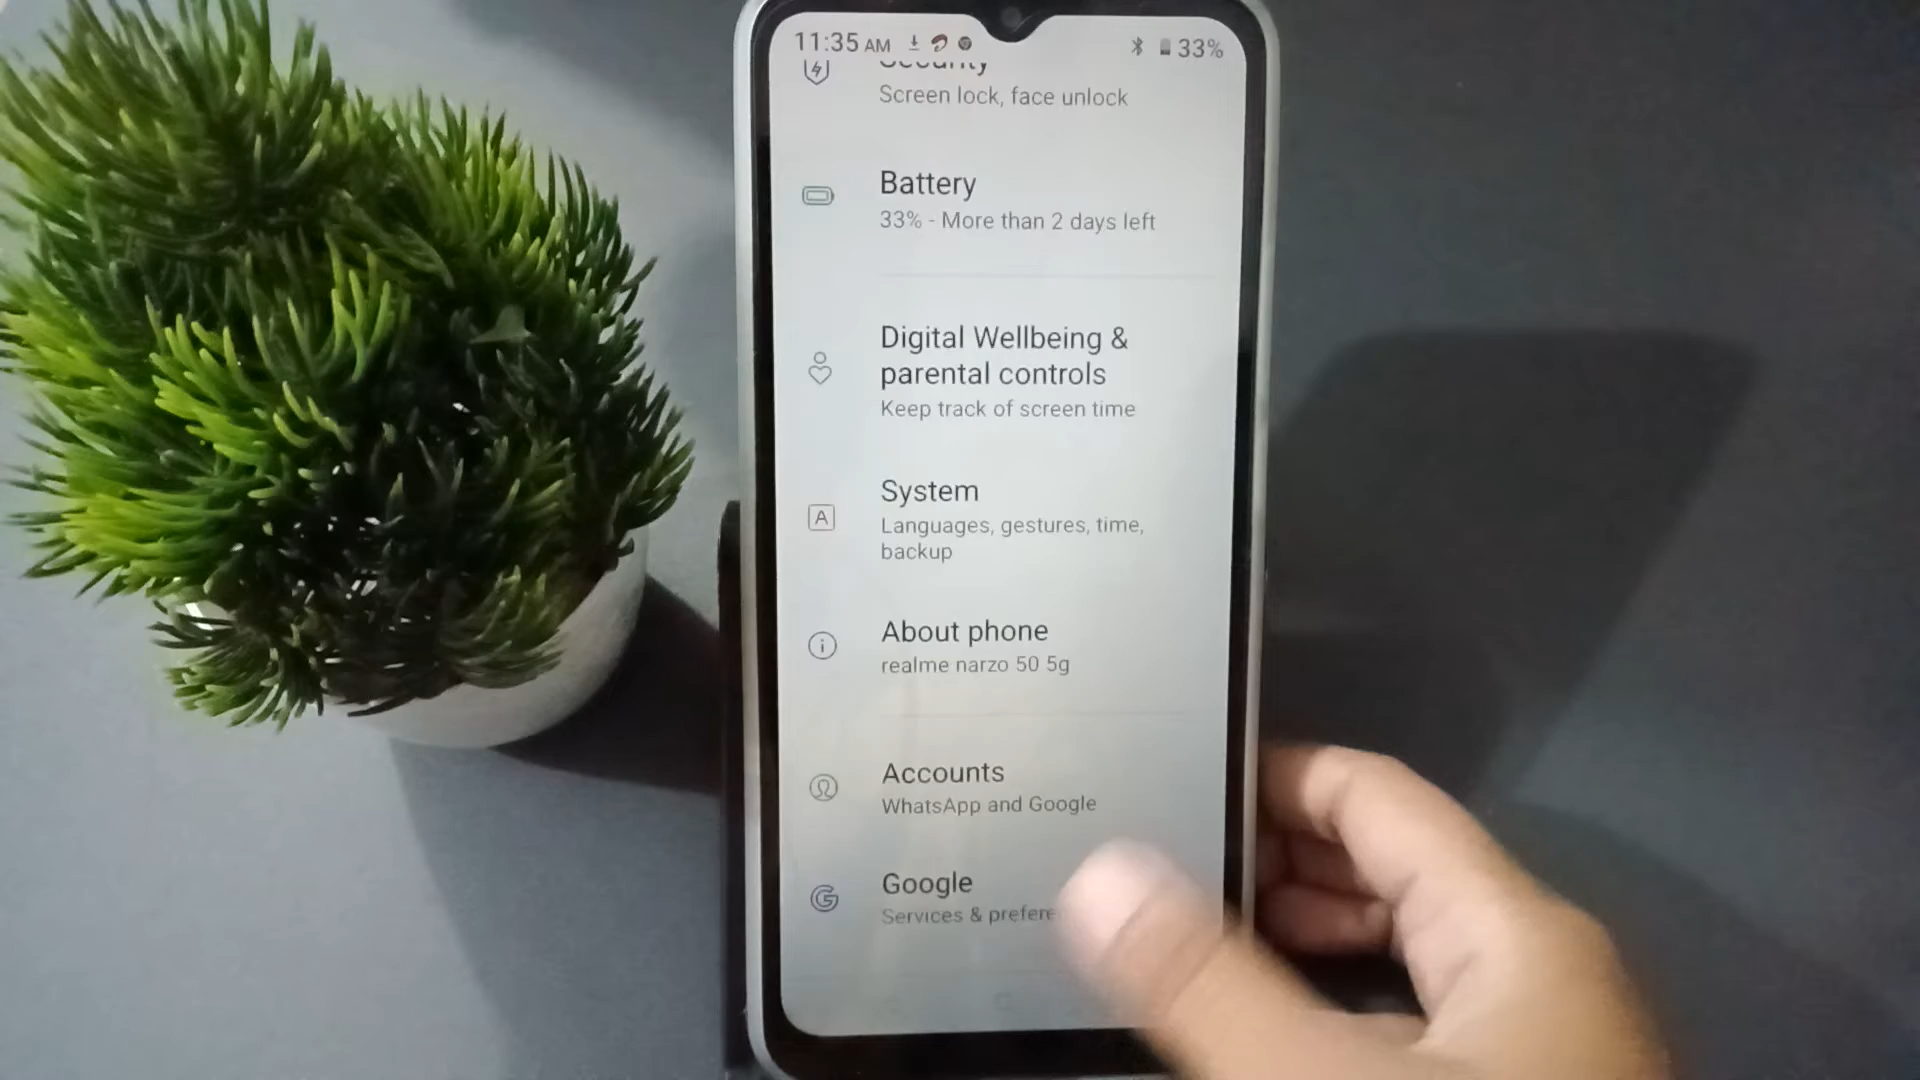 11:35 AM 33%
Security
Screen lock, face unlock
Battery
33% - More than 2 days left
Digital Wellbeing &
parental controls
Keep track of screen time
System
Languages, gestures, time,
backup
About phone
realme narzo 50 5g
Accounts
WhatsApp and Google
Google
Services & prefere